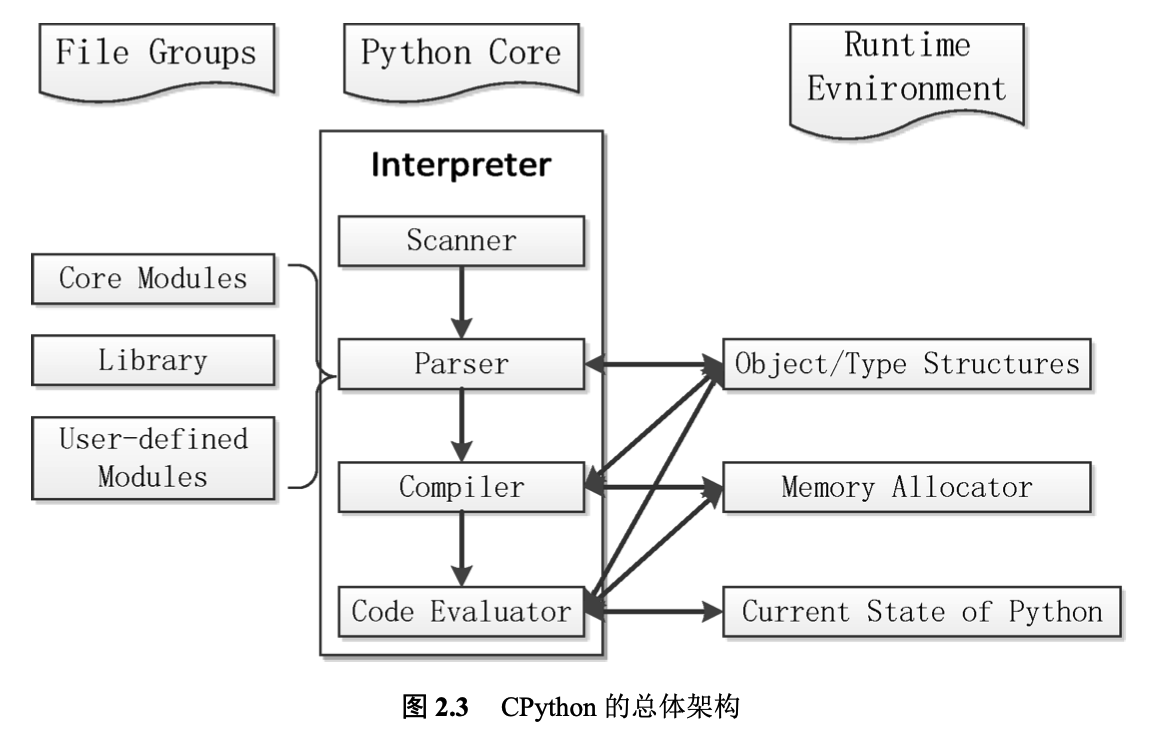 File Groups
Python Core
Runtime
Evnironment
Interpreter
Scanner
Core Modules
Library
Parser
Object/Type Structures
User-defined
Modules
Compiler
Memory Allocator
Code Evaluator
Current State of Python
图 2.3 CPython 的总体架构